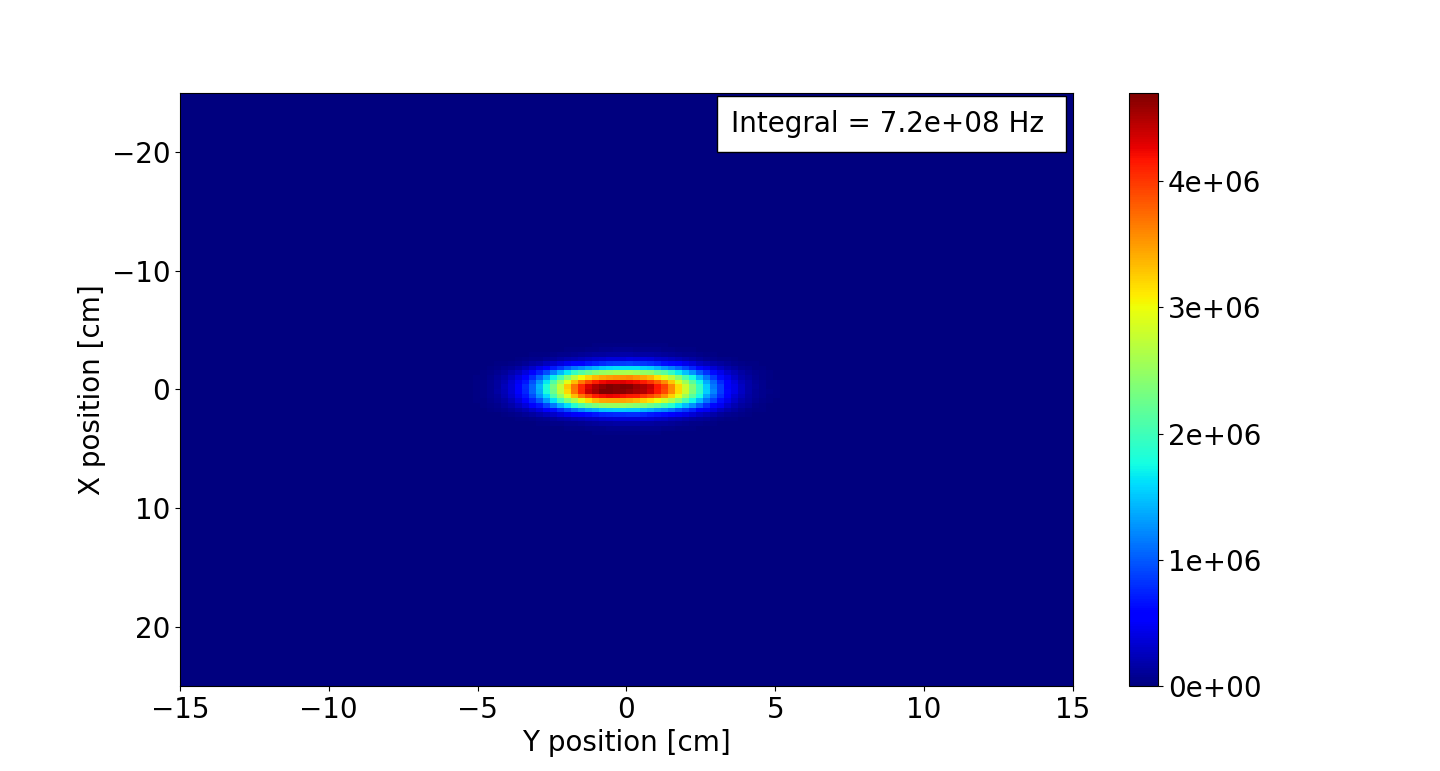 Integral = 7.2e+08 Hz
X position [cm]
−20
−10
0
10
20
−15
−10
−5
0
5
10
15
Y position [cm]
4e+06
3e+06
2e+06
1e+06
0e+00